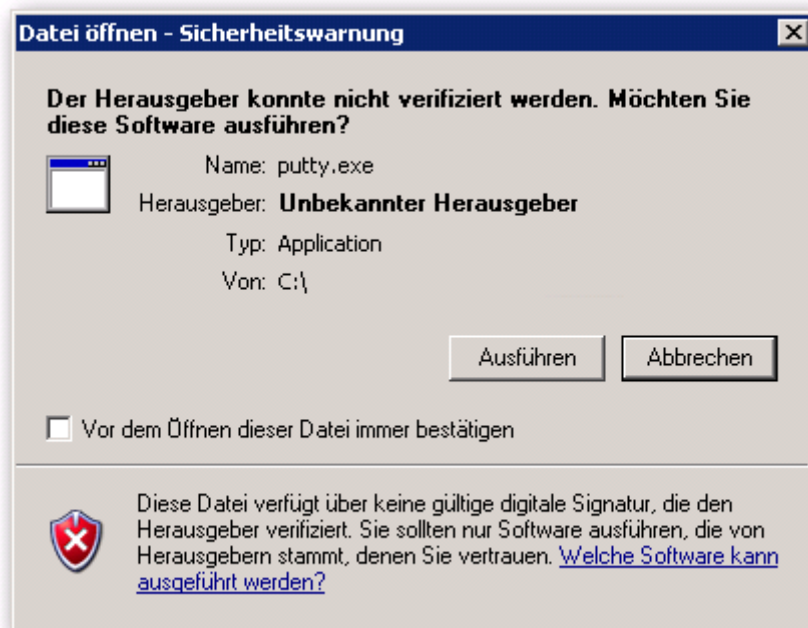 Datei öffnen - Sicherheitswarnung
Der Herausgeber konnte nicht verifiziert werden. Möchten Sie
diese Software ausführen?
Name: putty.exe
Herausgeber: Unbekannter Herausgeber
Typ: Application
Von: C:\
Ausführen Abbrechen
Vor dem Öffnen dieser Datei immer bestätigen
Diese Datei verfügt über keine gültige digitale Signatur, die den
Herausgeber verifiziert. Sie sollten nur Software ausführen, die von
Herausgebern stammt, denen Sie vertrauen. Welche Software kann
ausgeführt werden?